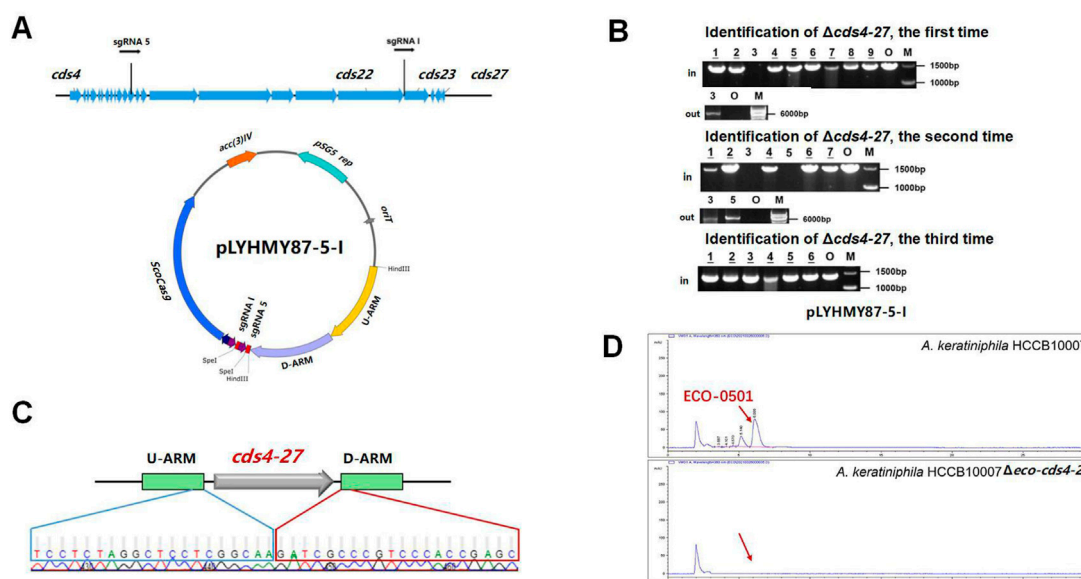 A
sgRNA 5
sgRNA I
cds4
cds22
cds23
cds27
acc(3)IV
pSG5 rep
oriT
HindIII
pLYHMY87-5-I
ScoCas9
U-ARM
D-ARM
sgRNA I
sgRNA 5
SpeI
SpeI
HindIII
B
Identification of Δcds4-27, the first time
1 2 3 4 5 6 7 8 9 O M
in
1500bp
1000bp
3 O M
out
6000bp
Identification of Δcds4-27, the second time
1 2 3 4 5 6 7 O M
in
1500bp
1000bp
3 5 O M
out
6000bp
Identification of Δcds4-27, the third time
1 2 3 4 5 6 O M
in
1500bp
1000bp
pLYHMY87-5-I
C
U-ARM
cds4-27
D-ARM
TCCTCTAGGCTCCTCGGCAAGATCGCCCGTCCCACCGAGC
D
A. keratiniphila HCCB10007
ECO-0501
A. keratiniphila HCCB10007 Δeco-cds4-2